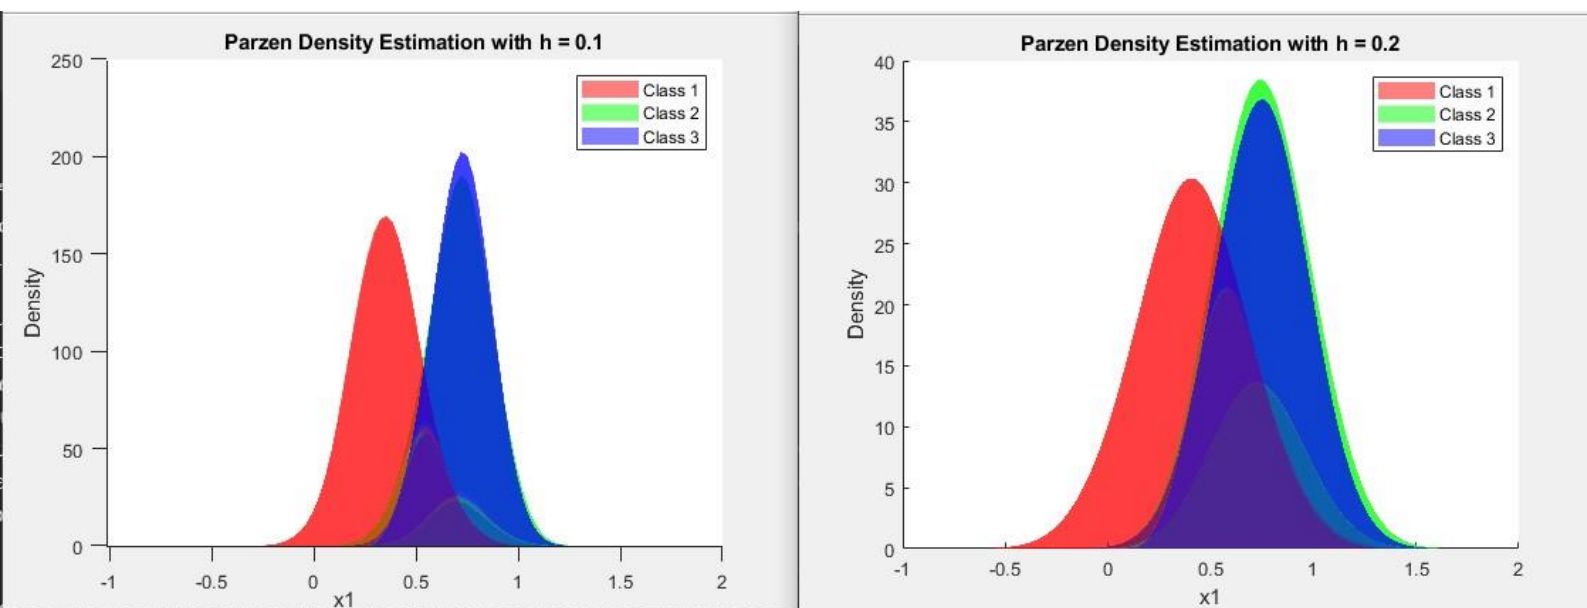 Parzen Density Estimation with h = 0.1
250
200
150
100
50
0
Density
-1 -0.5 0 0.5 1 1.5 2
x1
Class 1
Class 2
Class 3
Parzen Density Estimation with h = 0.2
40
35
30
25
20
15
10
5
0
Density
-1 -0.5 0 0.5 1 1.5 2
x1
Class 1
Class 2
Class 3